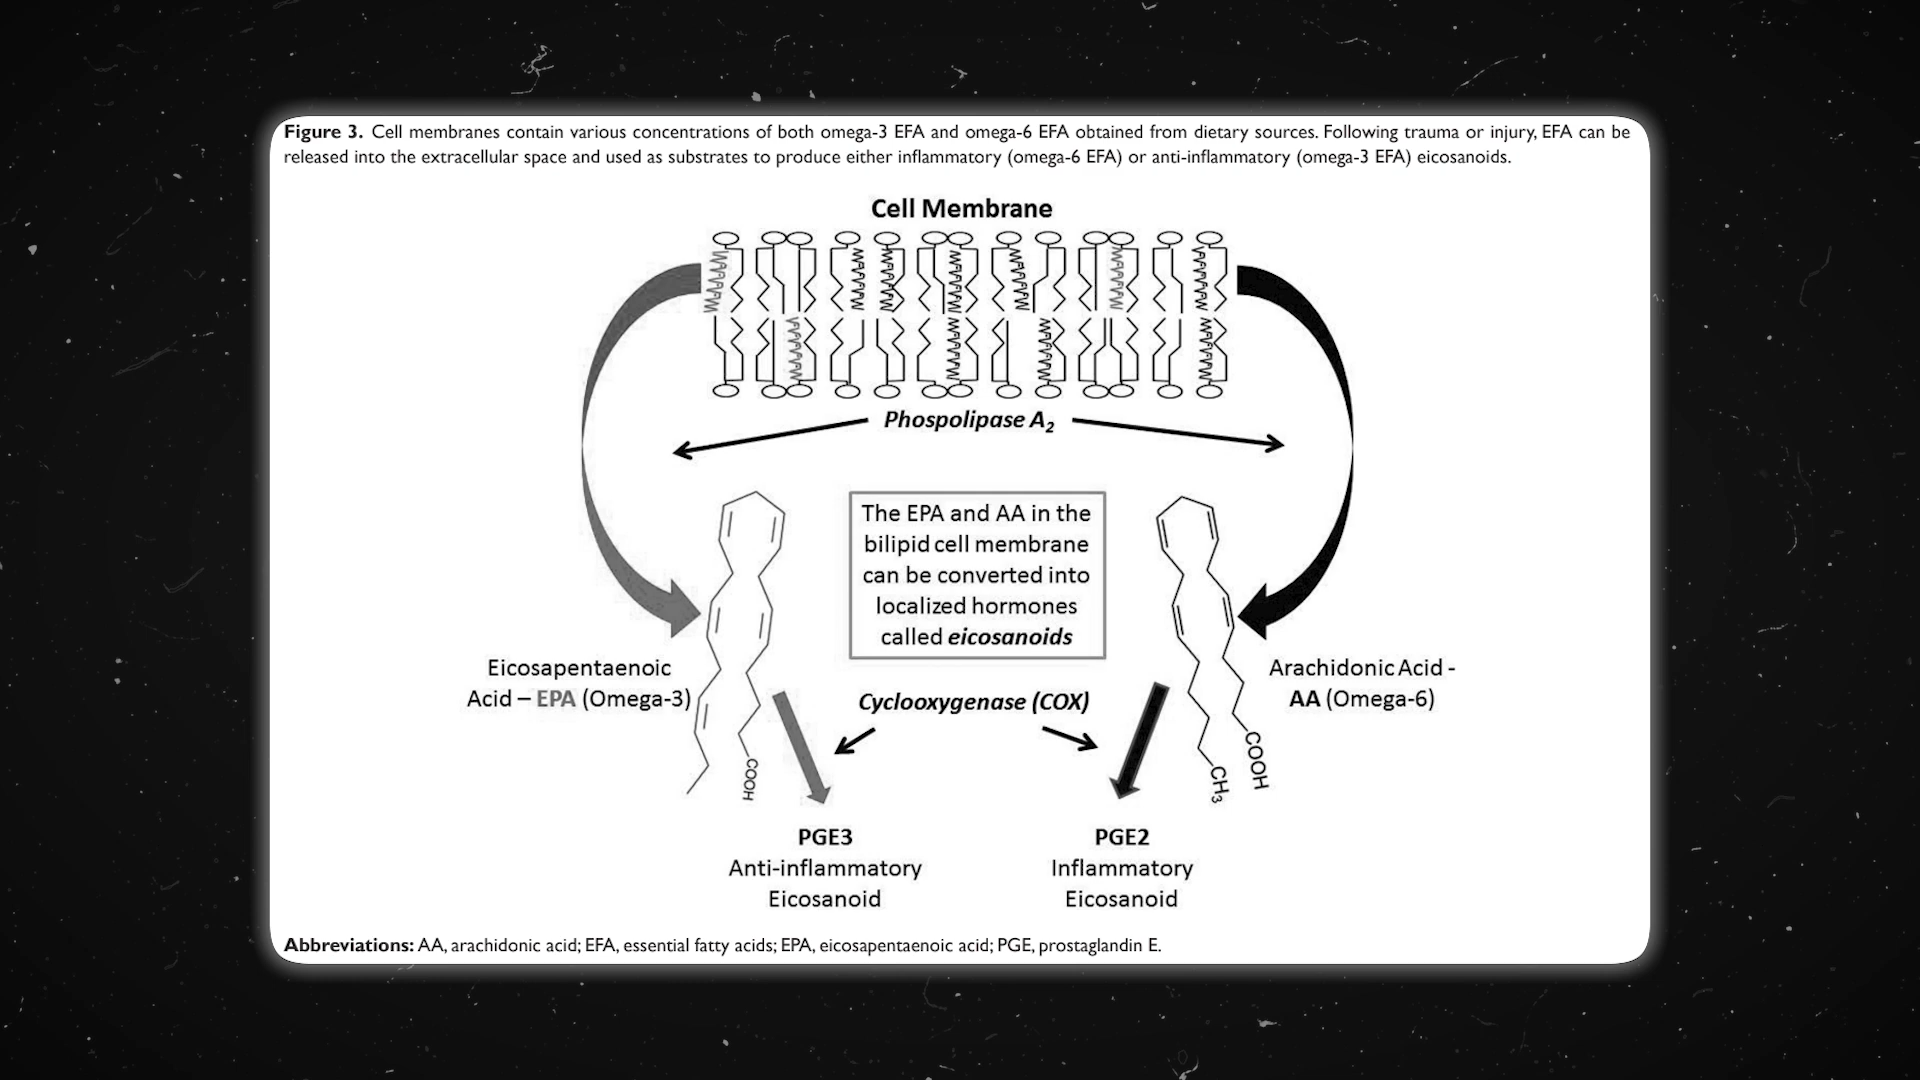 Figure 3. Cell membranes contain various concentrations of both omega-3 EFA and omega-6 EFA obtained from dietary sources. Following trauma or injury, EFA can be
released into the extracellular space and used as substrates to produce either inflammatory (omega-6 EFA) or anti-inflammatory (omega-3 EFA) eicosanoids.
Cell Membrane
Phospolipase A₂
The EPA and AA in the
bilipid cell membrane
can be converted into
localized hormones
called eicosanoids
Eicosapentaenoic
Acid – EPA (Omega-3)
Arachidonic Acid -
AA (Omega-6)
Cyclooxygenase (COX)
COOH
COOH
CH₃
PGE3
Anti-inflammatory
Eicosanoid
PGE2
Inflammatory
Eicosanoid
Abbreviations: AA, arachidonic acid; EFA, essential fatty acids; EPA, eicosapentaenoic acid; PGE, prostaglandin E.